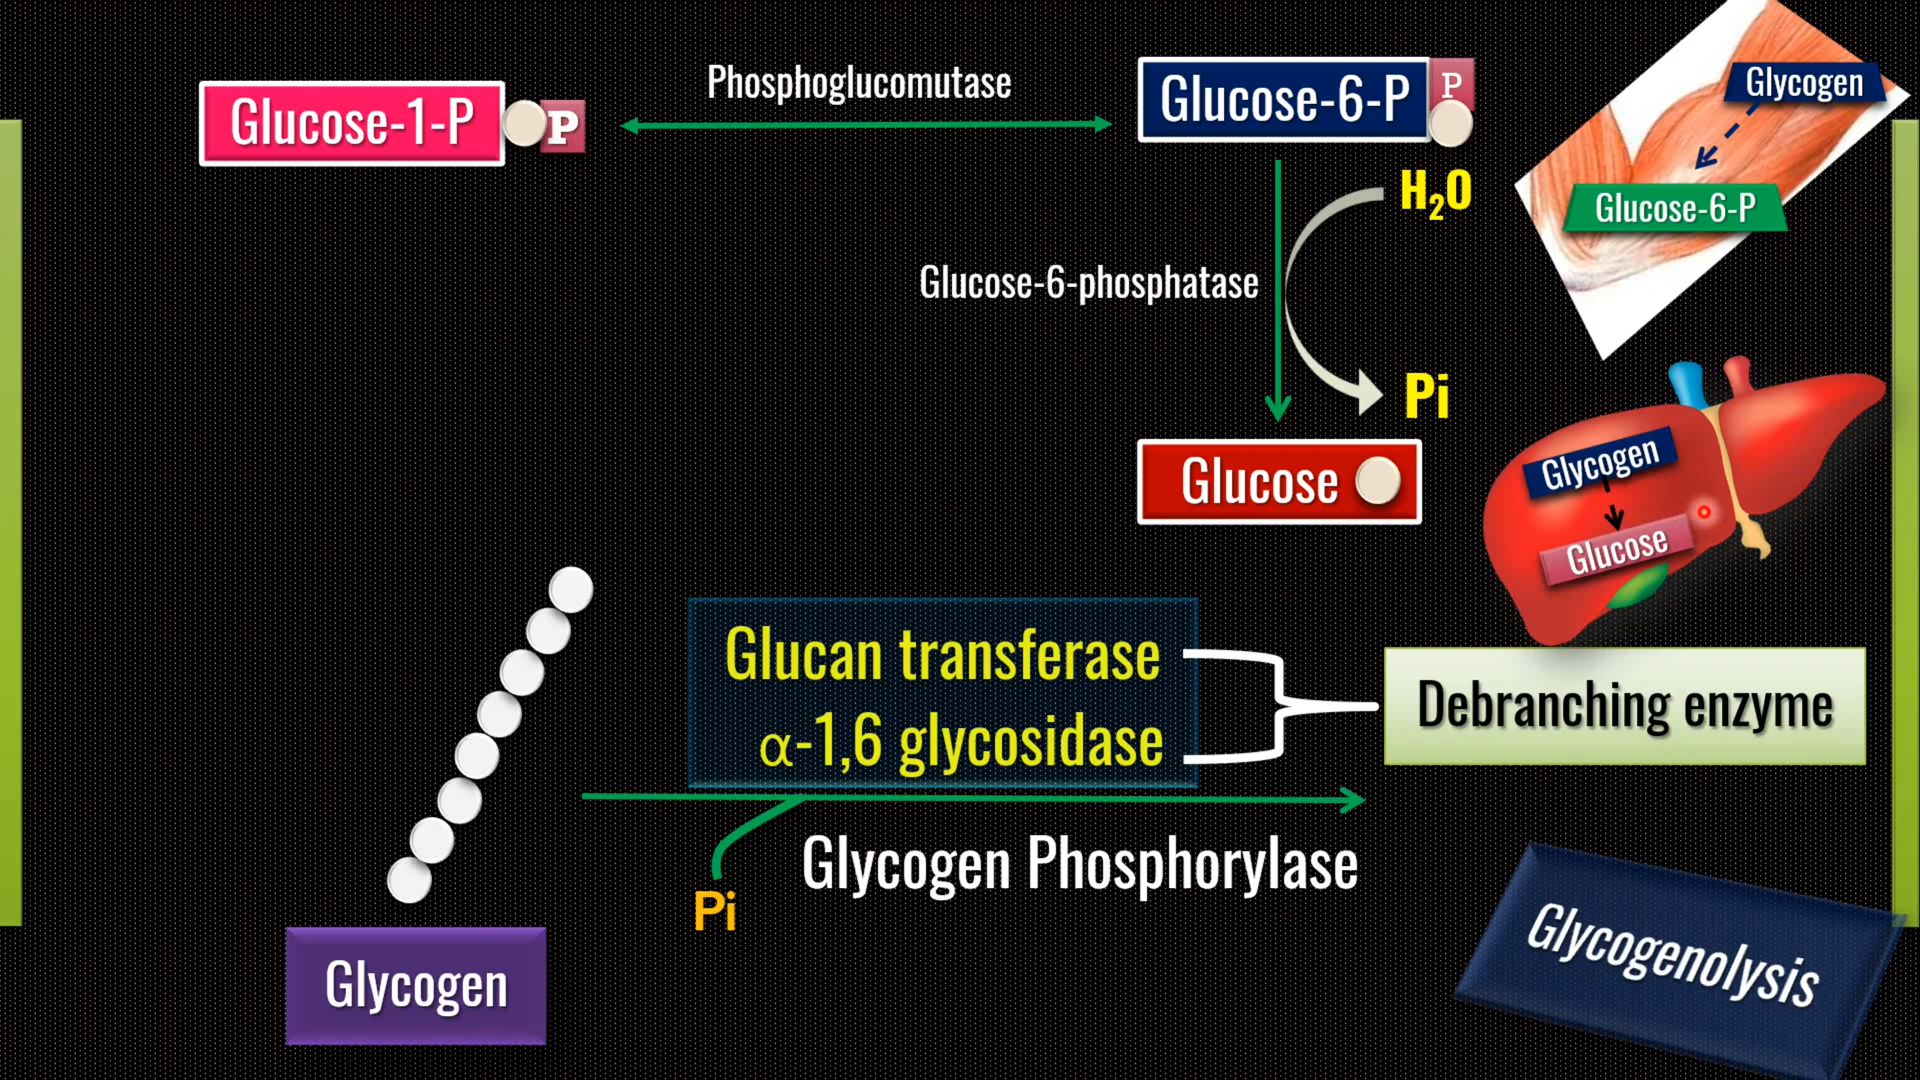 Glucose-1-P
P
Phosphoglucomutase
Glucose-6-P
P
Glycogen
Glucose-6-P
H₂O
Glucose-6-phosphatase
Pi
Glucose
Glycogen
Glucose
Glucan transferase
α-1,6 glycosidase
Debranching enzyme
Glycogen Phosphorylase
Pi
Glycogen
Glycogenolysis